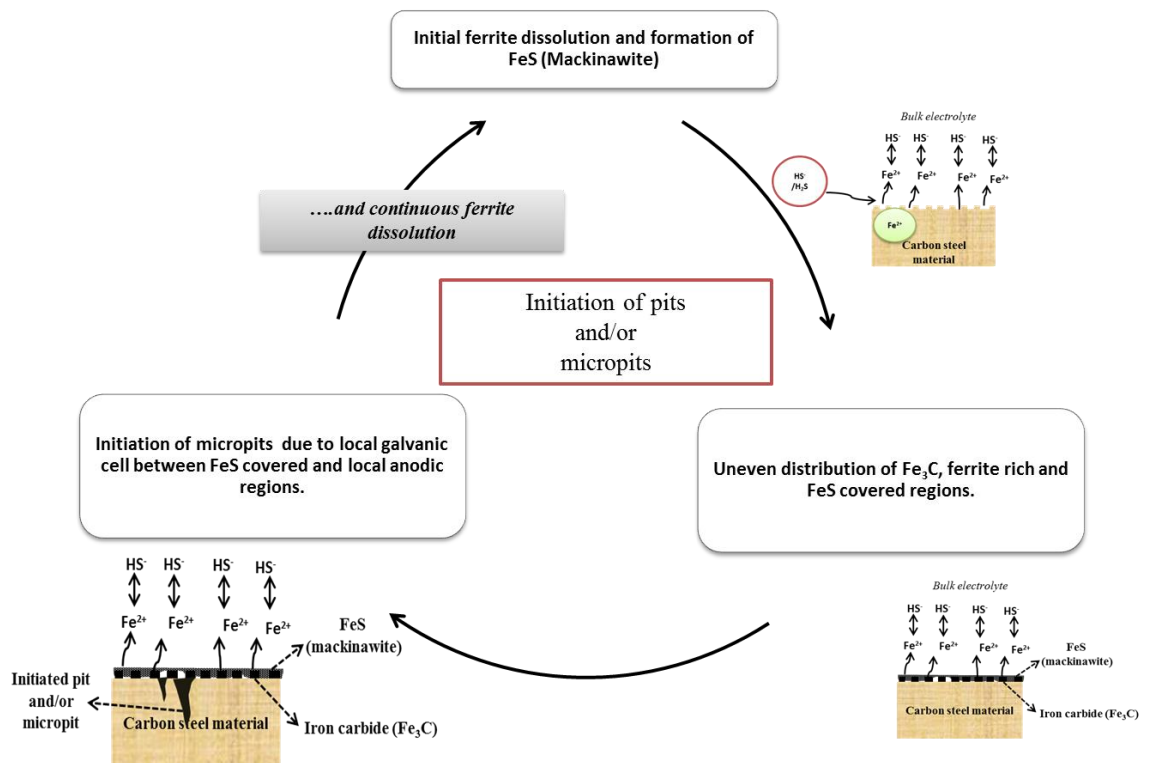 Initial ferrite dissolution and formation of
FeS (Mackinawite)
Bulk electrolyte
HS⁻ HS⁻ HS⁻ HS⁻
Fe²⁺ Fe²⁺ Fe²⁺ Fe²⁺
HS⁻
/H₂S
Fe²⁺
Carbon steel
material
….and continuous ferrite
dissolution
Initiation of pits
and/or
micropits
Uneven distribution of Fe₃C, ferrite rich and
FeS covered regions.
Bulk electrolyte
HS⁻ HS⁻ HS⁻ HS⁻
Fe²⁺ Fe²⁺ Fe²⁺ Fe²⁺
FeS
(mackinawite)
Carbon steel material
Iron carbide (Fe₃C)
Initiation of micropits due to local galvanic
cell between FeS covered and local anodic
regions.
HS⁻ HS⁻ HS⁻ HS⁻
Fe²⁺ Fe²⁺ Fe²⁺ Fe²⁺
FeS
(mackinawite)
Initiated pit
and/or
micropit
Carbon steel material
Iron carbide (Fe₃C)